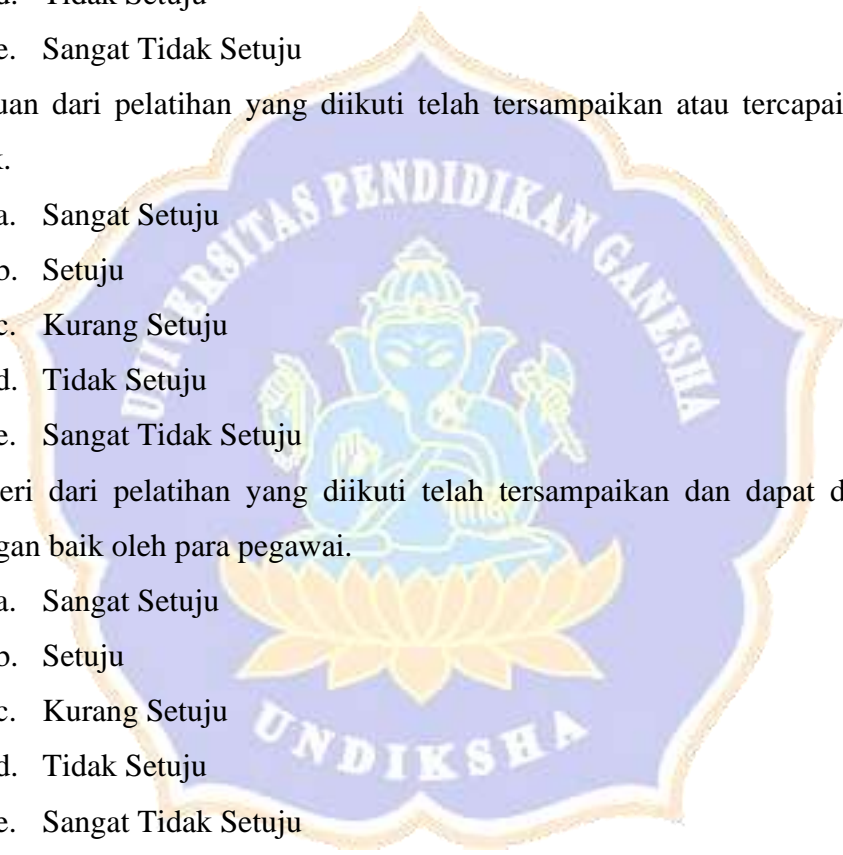 d. Tidak Setuju
e. Sangat Tidak Setuju
uan dari pelatihan yang diikuti telah tersampaikan atau tercapai
k.
a. Sangat Setuju
b. Setuju
c. Kurang Setuju
d. Tidak Setuju
e. Sangat Tidak Setuju
eri dari pelatihan yang diikuti telah tersampaikan dan dapat d
gan baik oleh para pegawai.
a. Sangat Setuju
b. Setuju
c. Kurang Setuju
d. Tidak Setuju
e. Sangat Tidak Setuju
UNIVERSITAS PENDIDIKAN GANESHA
UNDIKSHA